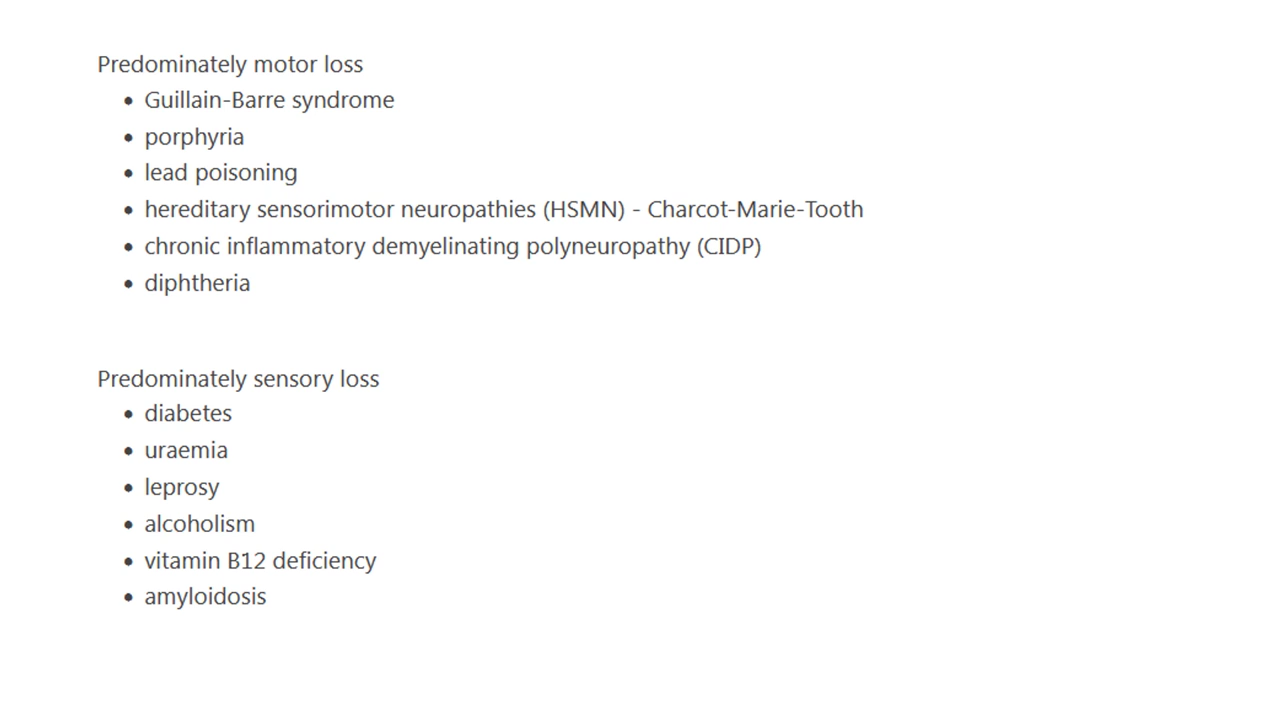 Predominately motor loss
• Guillain-Barre syndrome
• porphyria
• lead poisoning
• hereditary sensorimotor neuropathies (HSMN) - Charcot-Marie-Tooth
• chronic inflammatory demyelinating polyneuropathy (CIDP)
• diphtheria
Predominately sensory loss
• diabetes
• uraemia
• leprosy
• alcoholism
• vitamin B12 deficiency
• amyloidosis